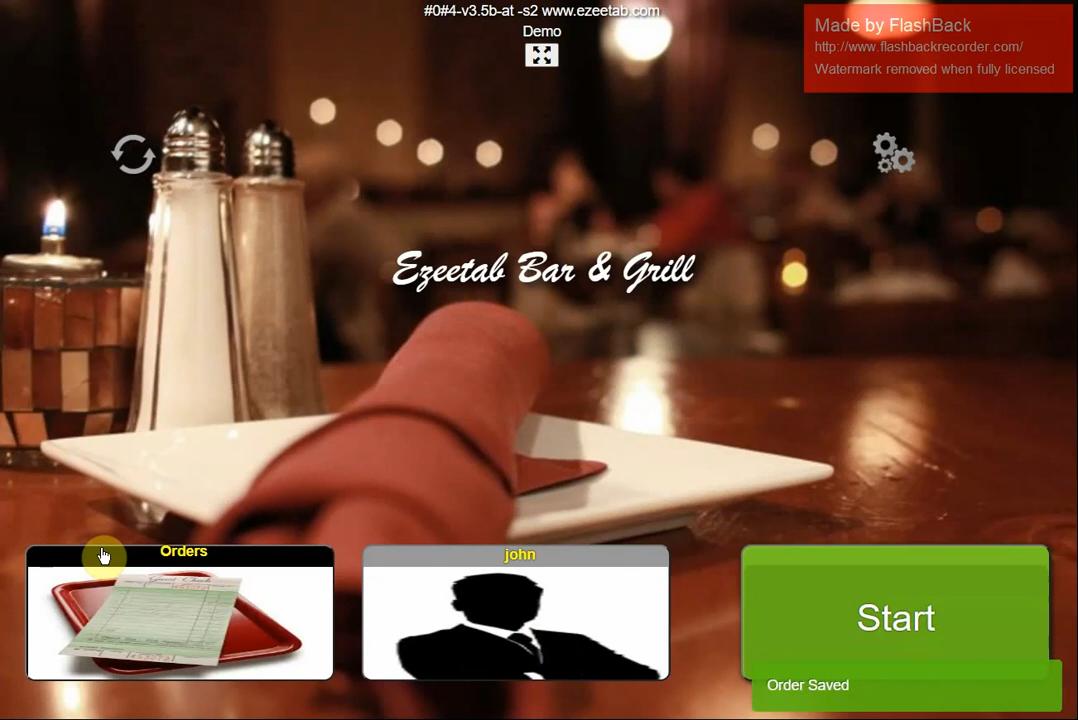 #0#4-v3.5b-at -s2 www.ezeetab.com
Demo
Made by FlashBack
http://www.flashbackrecorder.com/
Watermark removed when fully licensed
Ezeetab Bar & Grill
Orders
john
Start
Order Saved